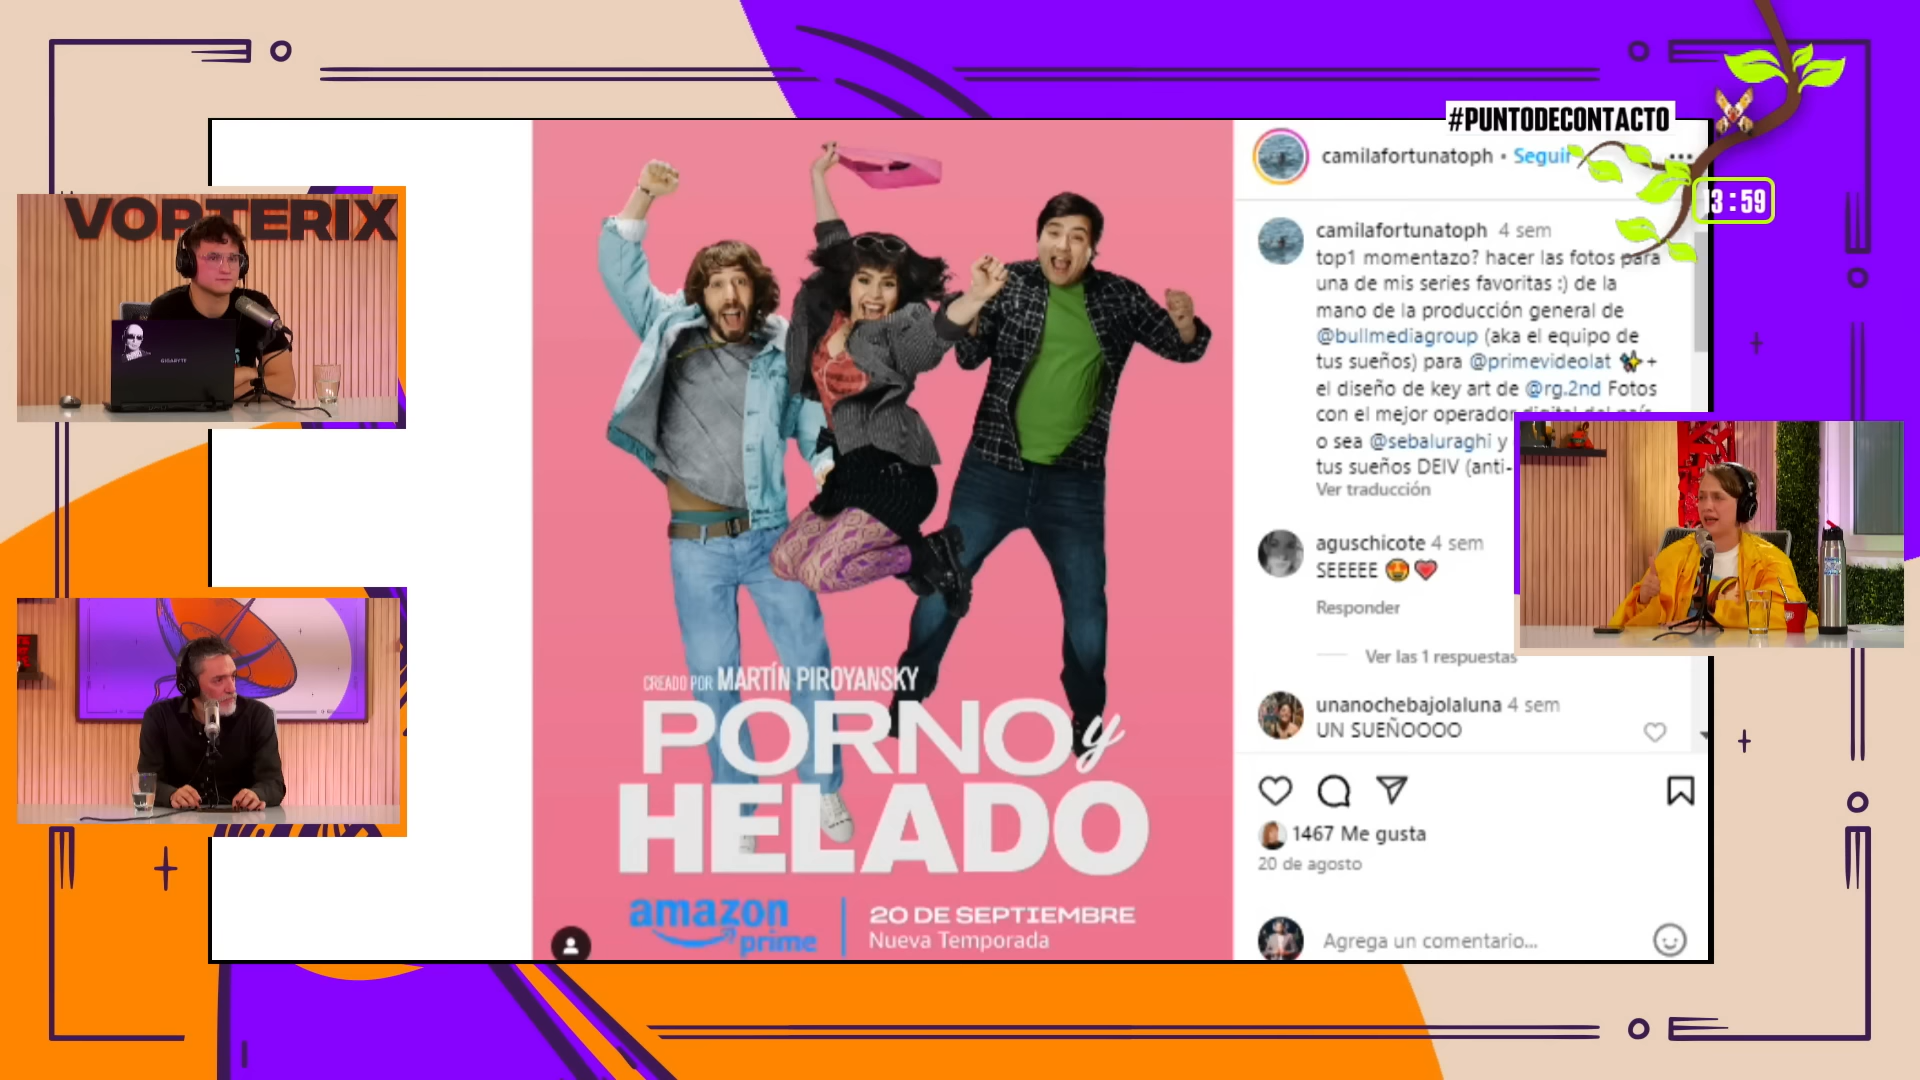 #PUNTODECONTACTO
13:59
VORTERIX
GIGABYTE
CREADO POR MARTÍN PIROYANSKY
PORNO y
HELADO
amazon
prime
20 DE SEPTIEMBRE
Nueva Temporada
camilafortunatoph • Seguir
camilafortunatoph 4 sem
top1 momentazo? hacer las fotos para
una de mis series favoritas :) de la
mano de la producción general de
@bullmediagroup (aka el equipo de
tus sueños) para @primevideolat ✨ +
el diseño de key art de @rg.2nd Fotos
con el mejor operador digital del país
o sea @sebaluraghi y
tus sueños DEIV (anti-
Ver traducción
aguschicote 4 sem
SEEEEE 🤩 ❤️
Responder
Ver las 1 respuestas
unanochebajolaluna 4 sem
UN SUEÑOOOO
1467 Me gusta
20 de agosto
Agrega un comentario...